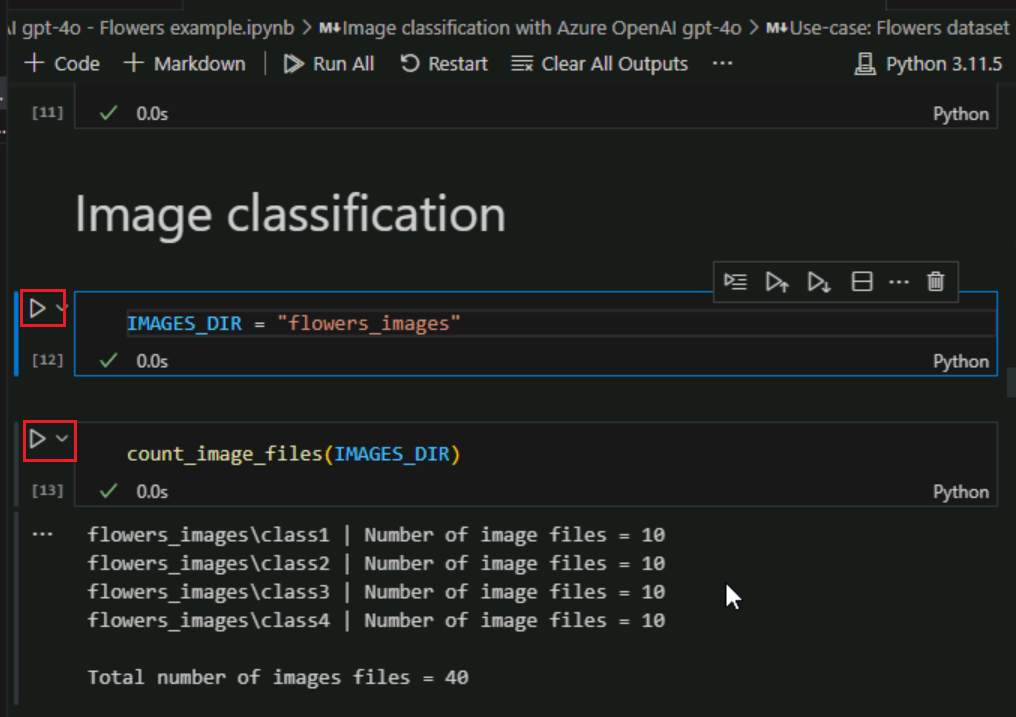 gpt-4o - Flowers example.ipynb > M↓Image classification with Azure OpenAI gpt-4o > M↓Use-case: Flowers dataset
+ Code + Markdown | Run All Restart Clear All Outputs ... Python 3.11.5
[11] ✓ 0.0s Python
Image classification
IMAGES_DIR = "flowers_images"
[12] ✓ 0.0s Python
count_image_files(IMAGES_DIR)
[13] ✓ 0.0s Python
... flowers_images\class1 | Number of image files = 10
flowers_images\class2 | Number of image files = 10
flowers_images\class3 | Number of image files = 10
flowers_images\class4 | Number of image files = 10
Total number of images files = 40